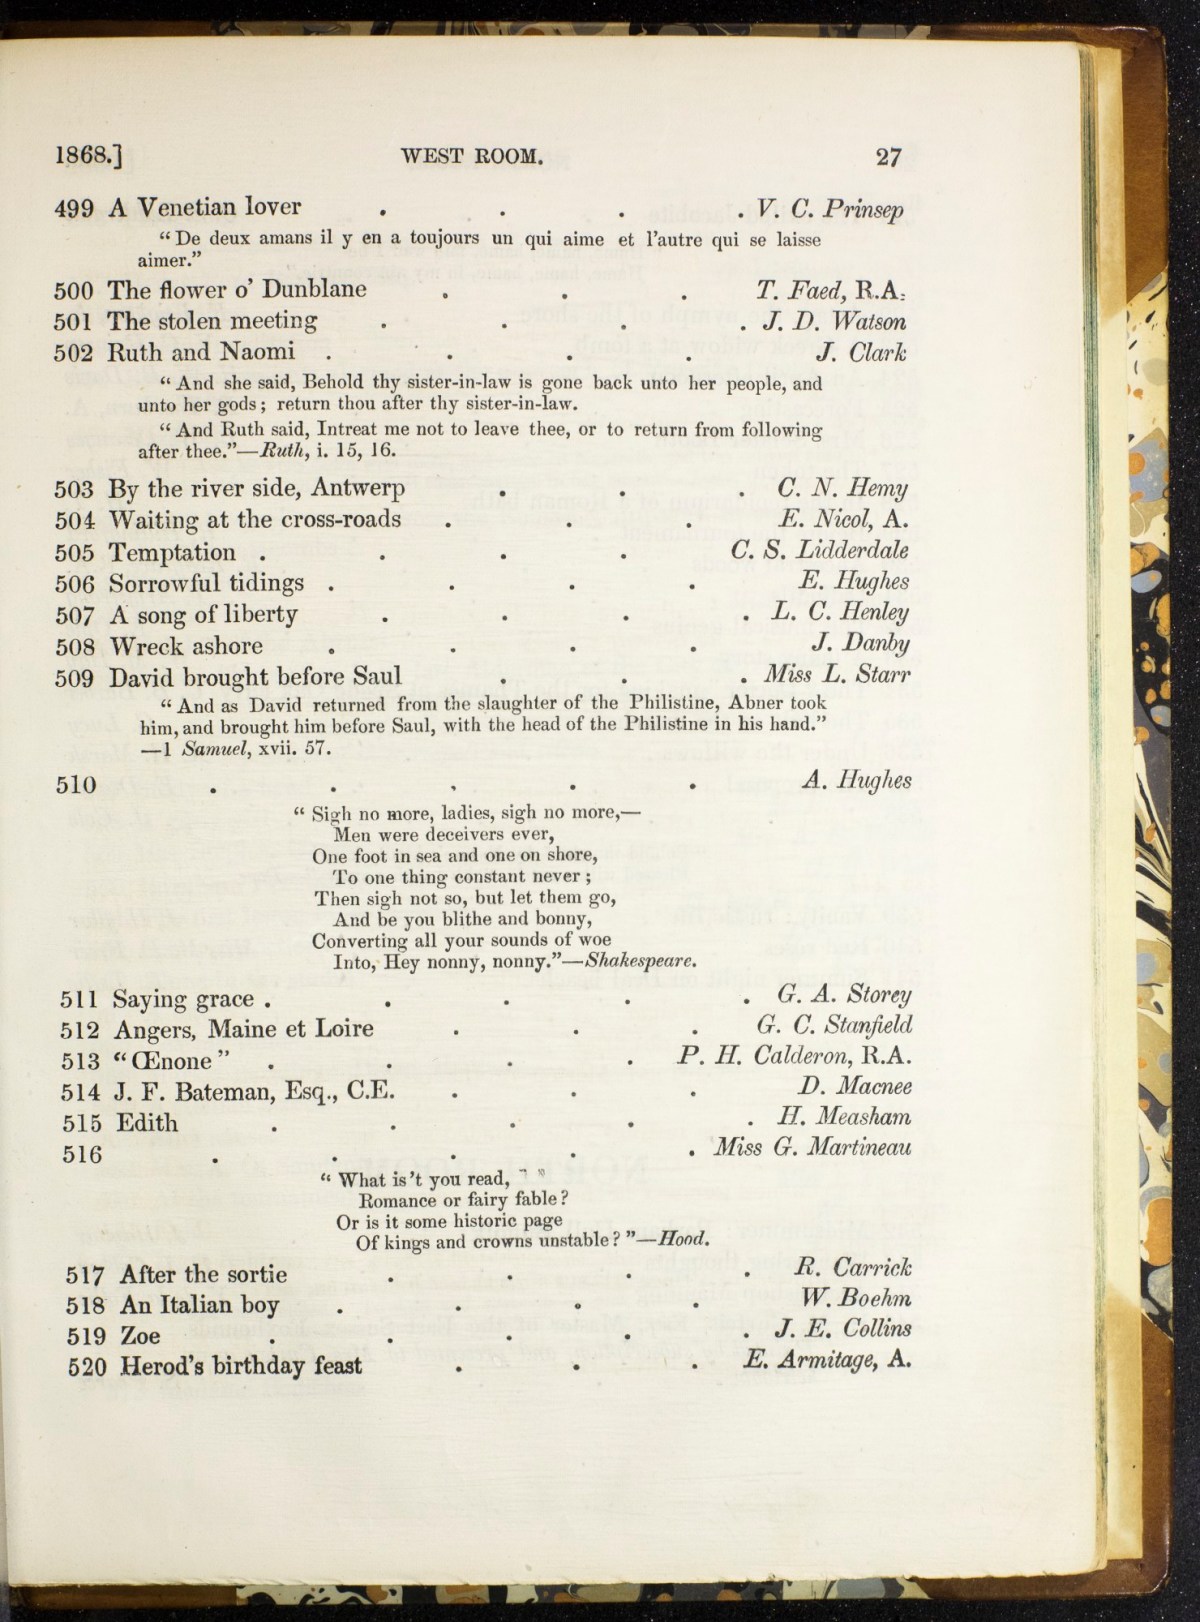 1868.] WEST ROOM. 27
499 A Venetian lover . . . . V. C. Prinsep
“De deux amans il y en a toujours un qui aime et l’autre qui se laisse
aimer.”
500 The flower o’ Dunblane . . . T. Faed, R.A.
501 The stolen meeting . . . . J. D. Watson
502 Ruth and Naomi . . . . J. Clark
“And she said, Behold thy sister-in-law is gone back unto her people, and
unto her gods; return thou after thy sister-in-law.
“And Ruth said, Intreat me not to leave thee, or to return from following
after thee.”—Ruth, i. 15, 16.
503 By the river side, Antwerp . . . C. N. Hemy
504 Waiting at the cross-roads . . . E. Nicol, A.
505 Temptation . . . . C. S. Lidderdale
506 Sorrowful tidings . . . . E. Hughes
507 A song of liberty . . . . L. C. Henley
508 Wreck ashore . . . . J. Danby
509 David brought before Saul . . . Miss L. Starr
“And as David returned from the slaughter of the Philistine, Abner took
him, and brought him before Saul, with the head of the Philistine in his hand.”
—1 Samuel, xvii. 57.
510 . . . . . A. Hughes
“Sigh no more, ladies, sigh no more,—
Men were deceivers ever,
One foot in sea and one on shore,
To one thing constant never;
Then sigh not so, but let them go,
And be you blithe and bonny,
Converting all your sounds of woe
Into, Hey nonny, nonny.”—Shakespeare.
511 Saying grace . . . . . G. A. Storey
512 Angers, Maine et Loire . . . G. C. Stanfield
513 “Œnone” . . . . P. H. Calderon, R.A.
514 J. F. Bateman, Esq., C.E. . . . D. Macnee
515 Edith . . . . . H. Measham
516 . . . . . Miss G. Martineau
“What is’t you read,
Romance or fairy fable?
Or is it some historic page
Of kings and crowns unstable?”—Hood.
517 After the sortie . . . . R. Carrick
518 An Italian boy . . . . W. Boehm
519 Zoe . . . . . J. E. Collins
520 Herod’s birthday feast . . . E. Armitage, A.